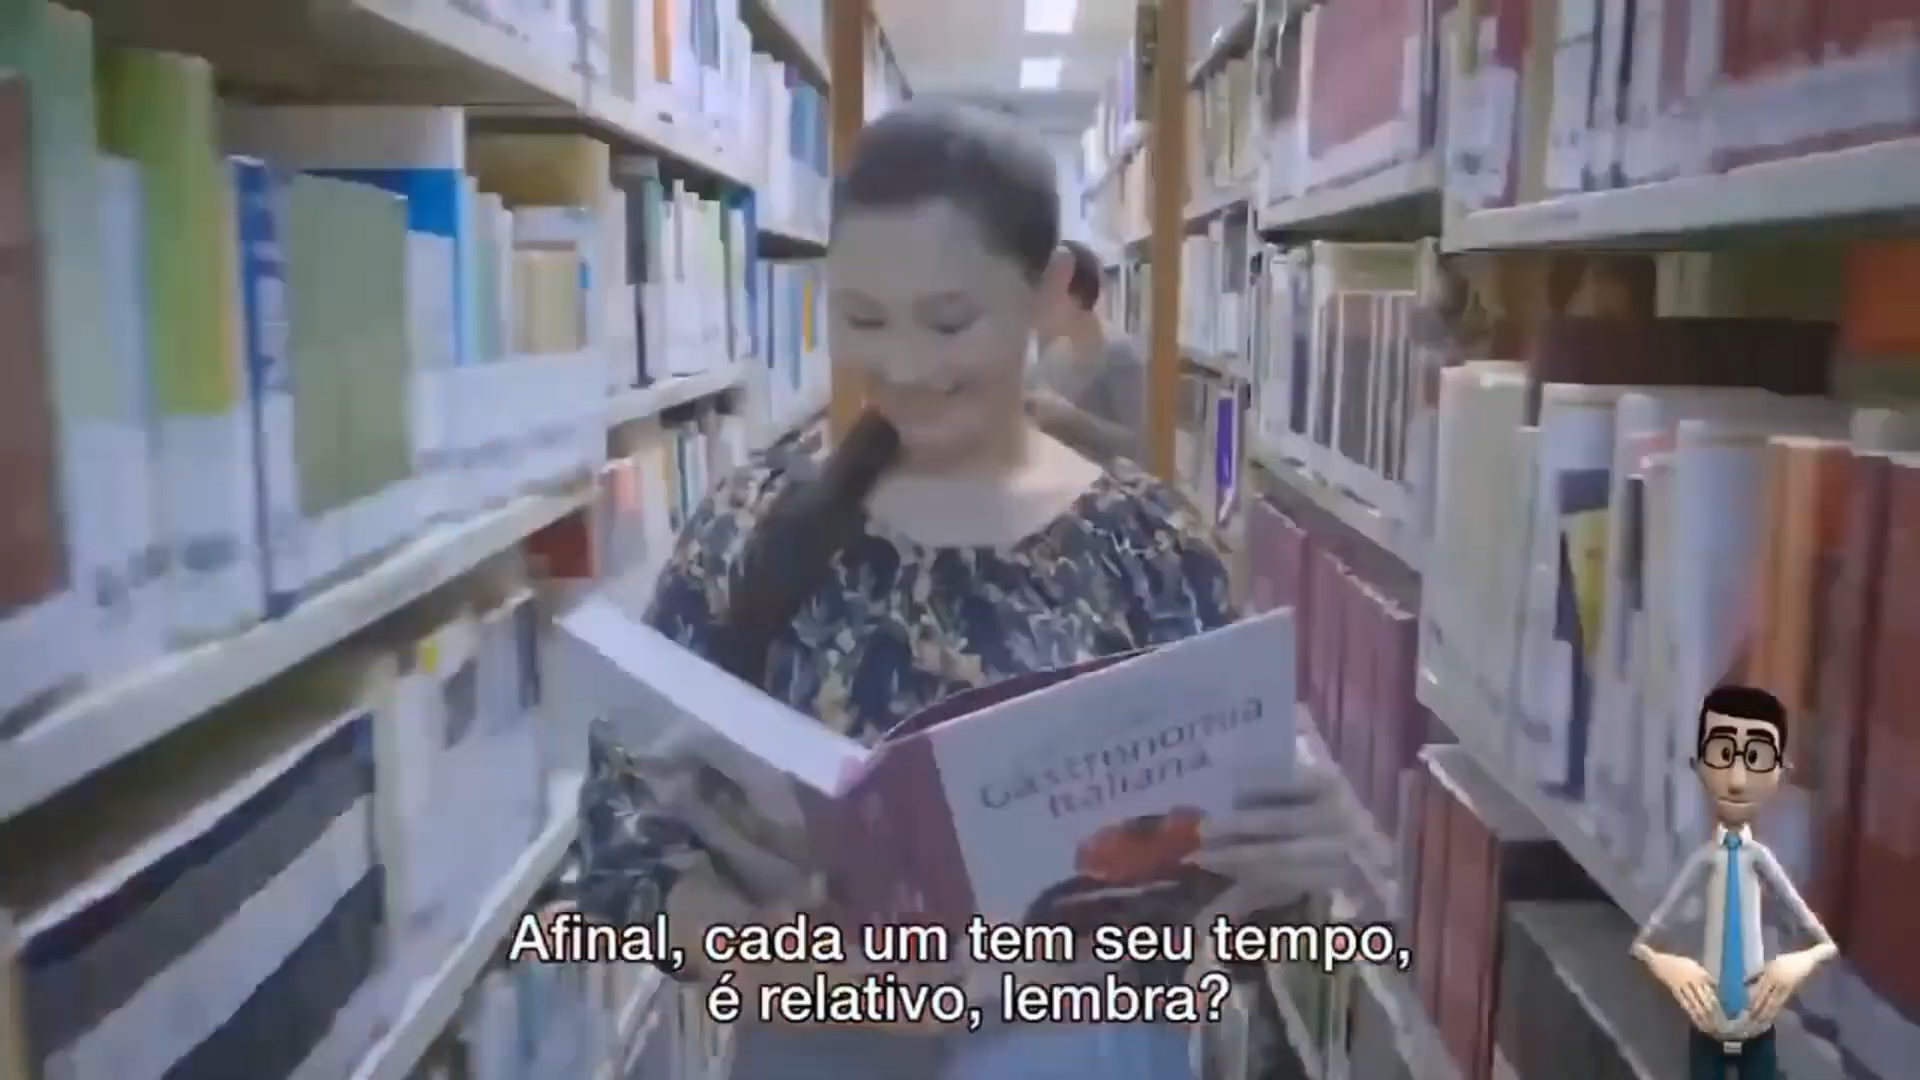 Gastronomia
Italiana
Afinal, cada um tem seu tempo,
é relativo, lembra?